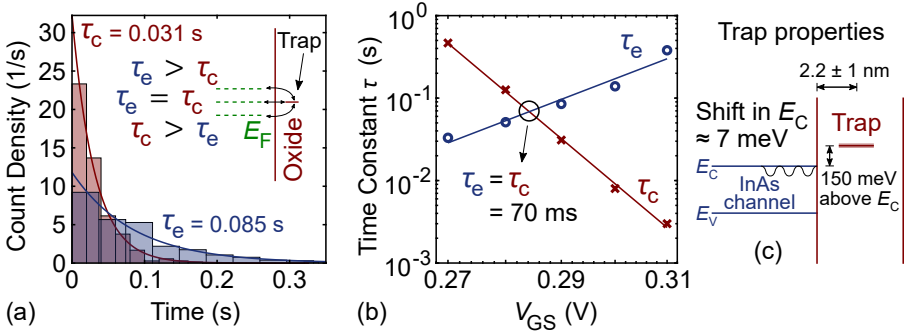 τc = 0.031 s
Trap
τe > τc
τe = τc
τc > τe
EF
Oxide
τe = 0.085 s
Count Density (1/s)
30
25
20
15
10
5
0
0
0.1
0.2
0.3
Time (s)
(a)
Time Constant τ (s)
10⁰
10⁻¹
10⁻²
10⁻³
τe
τe = τc
= 70 ms
τc
0.27
0.28
0.29
0.30
0.31
VGS (V)
(b)
Trap properties
2.2 ± 1 nm
Shift in EC
≈ 7 meV
Trap
EC
InAs
channel
EV
150 meV
above EC
(c)